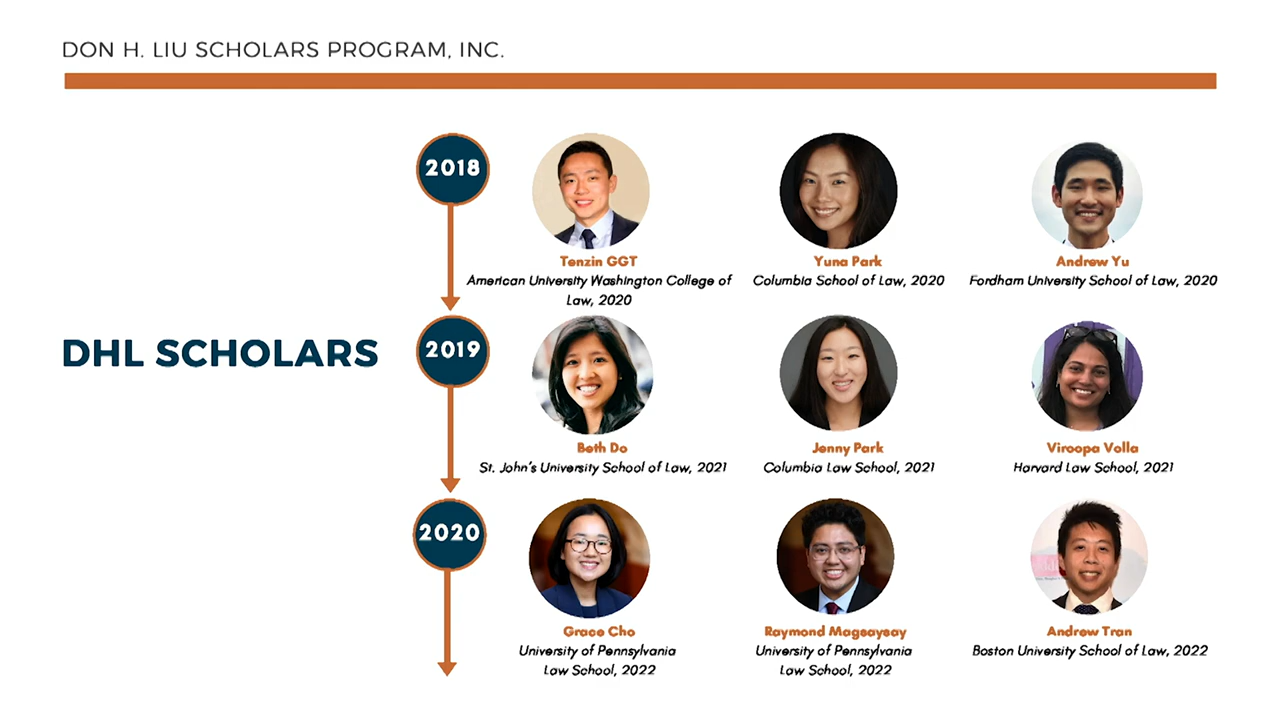 DON H. LIU SCHOLARS PROGRAM, INC.
2018
Tenzin GGT
American University Washington College of
Law, 2020
Yuna Park
Columbia School of Law, 2020
Andrew Yu
Fordham University School of Law, 2020
DHL SCHOLARS
2019
Beth Do
St. John's University School of Law, 2021
Jenny Park
Columbia Law School, 2021
Viroopa Volla
Harvard Law School, 2021
2020
Grace Cho
University of Pennsylvania
Law School, 2022
Raymond Magsaysay
University of Pennsylvania
Law School, 2022
Andrew Tran
Boston University School of Law, 2022